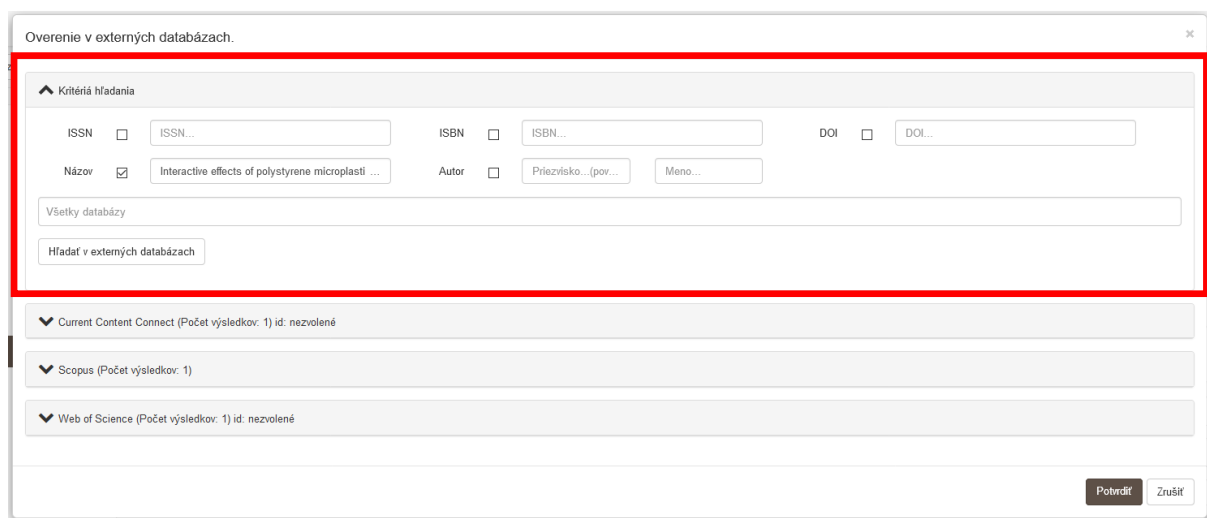 Overenie v externých databázach.
×
Kritériá hľadania
ISSN ISSN... ISBN ISBN... DOI DOI...
Názov Interactive effects of polystyrene microplasti ... Autor Priezvisko...(pov... Meno...
Všetky databázy
Hľadať v externých databázach
Current Content Connect (Počet výsledkov: 1) id: nezvolené
Scopus (Počet výsledkov: 1)
Web of Science (Počet výsledkov: 1) id: nezvolené
Potvrdiť Zrušiť